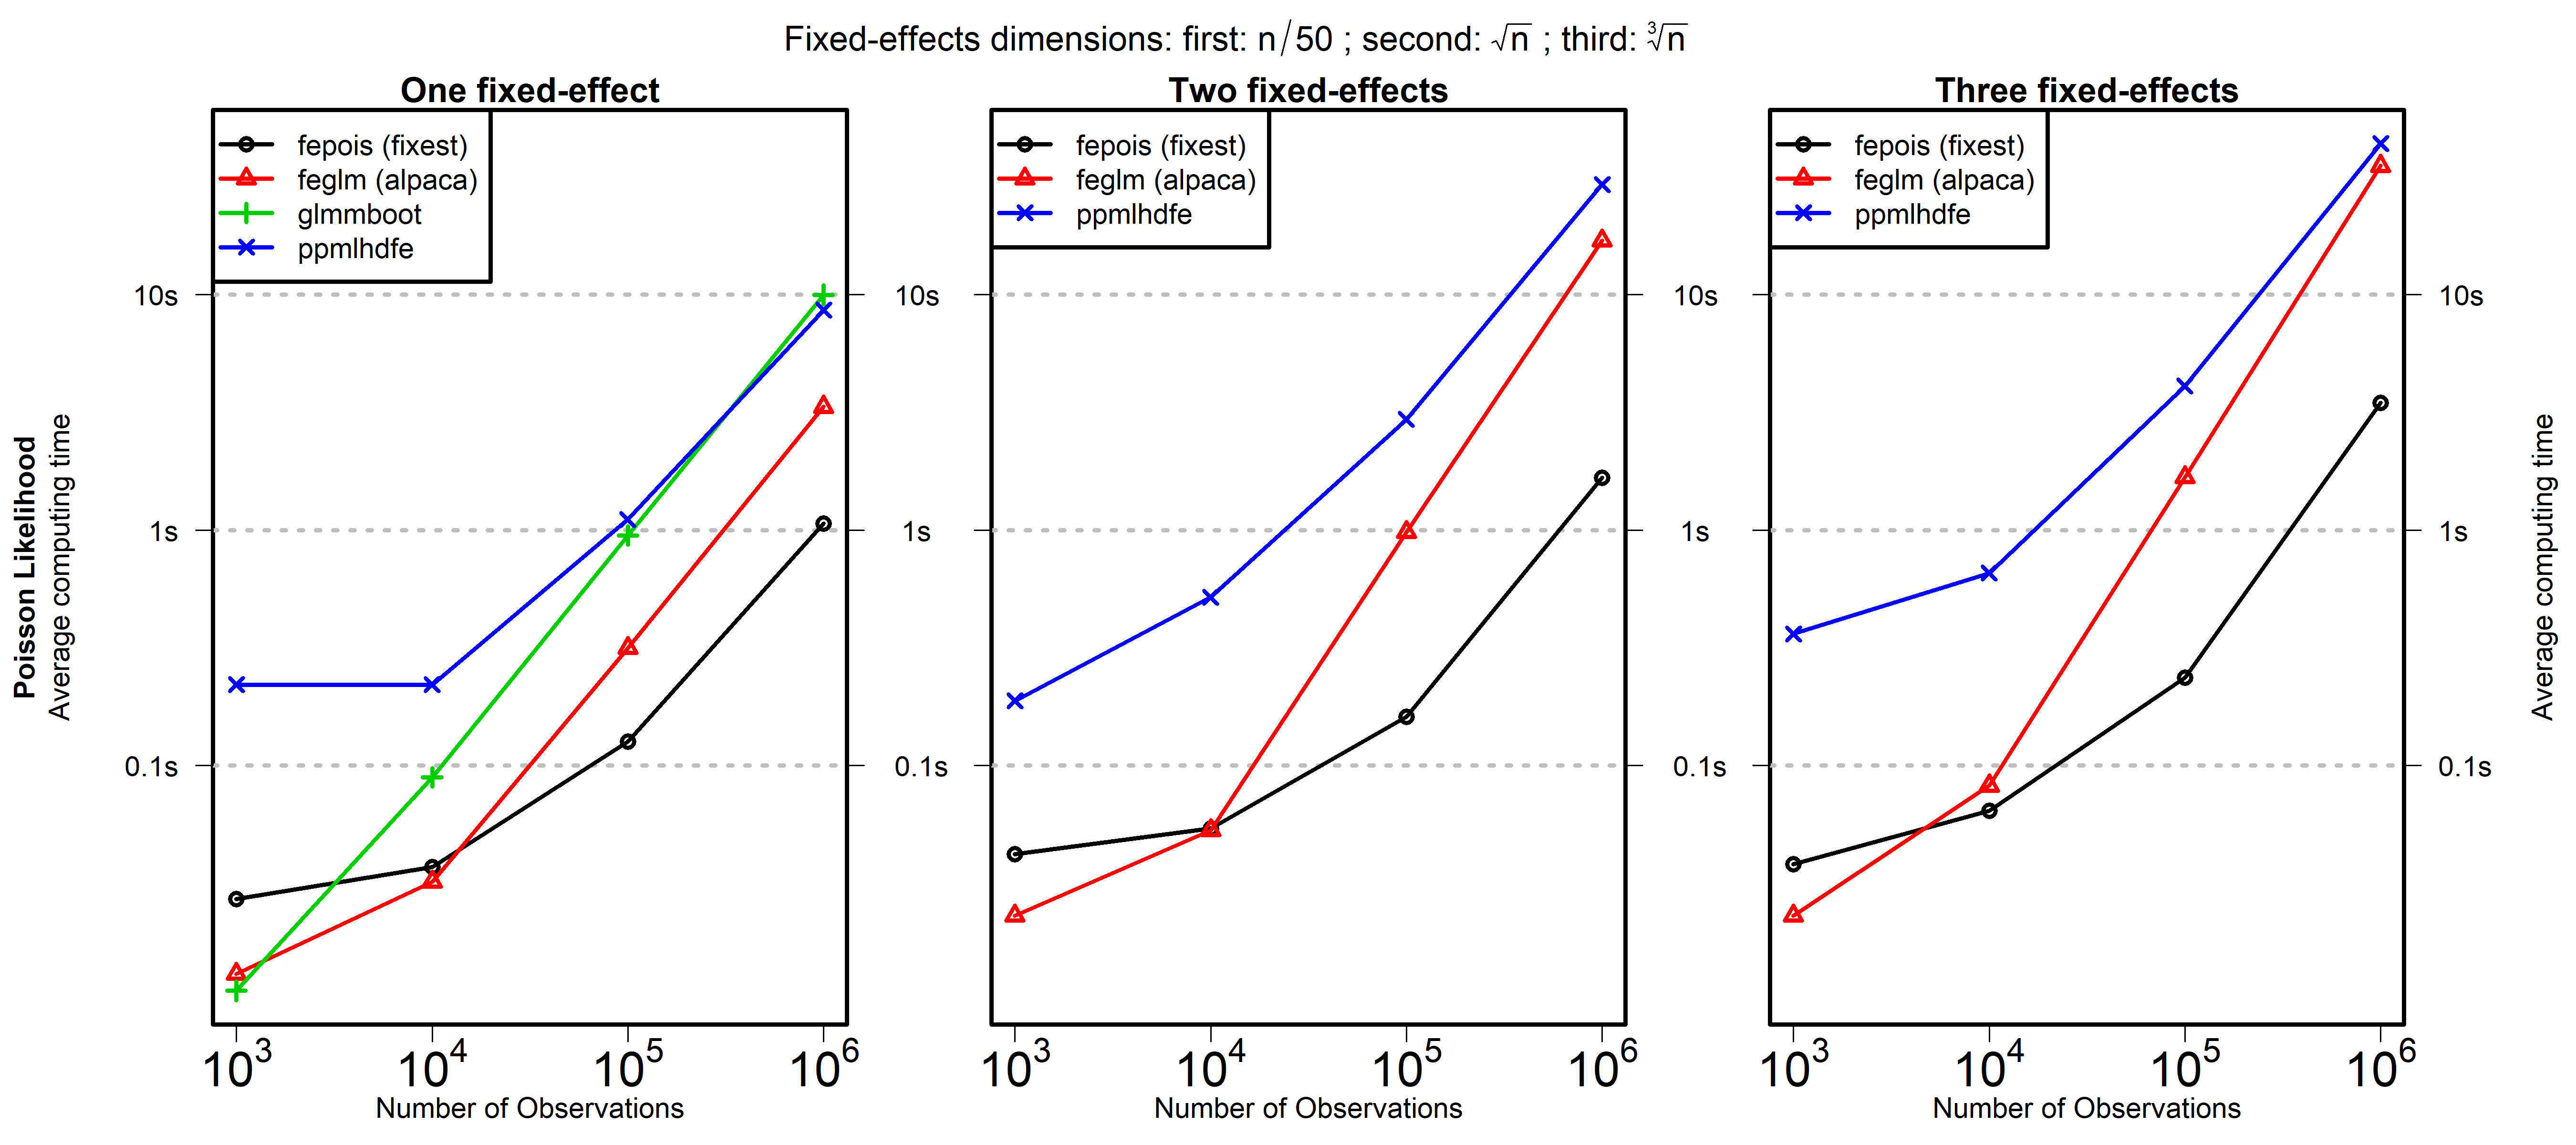 Fixed-effects dimensions: first: n/50 ; second: √n ; third: ∛n
One fixed-effect
fepois (fixest)
feglm (alpaca)
glmmboot
ppmlhdfe
10s
1s
0.1s
10³ 10⁴ 10⁵ 10⁶
Number of Observations
Poisson Likelihood
Average computing time
Two fixed-effects
fepois (fixest)
feglm (alpaca)
ppmlhdfe
10s
1s
0.1s
10³ 10⁴ 10⁵ 10⁶
Number of Observations
Three fixed-effects
fepois (fixest)
feglm (alpaca)
ppmlhdfe
10s
1s
0.1s
10³ 10⁴ 10⁵ 10⁶
Number of Observations
10s
1s
0.1s
Average computing time